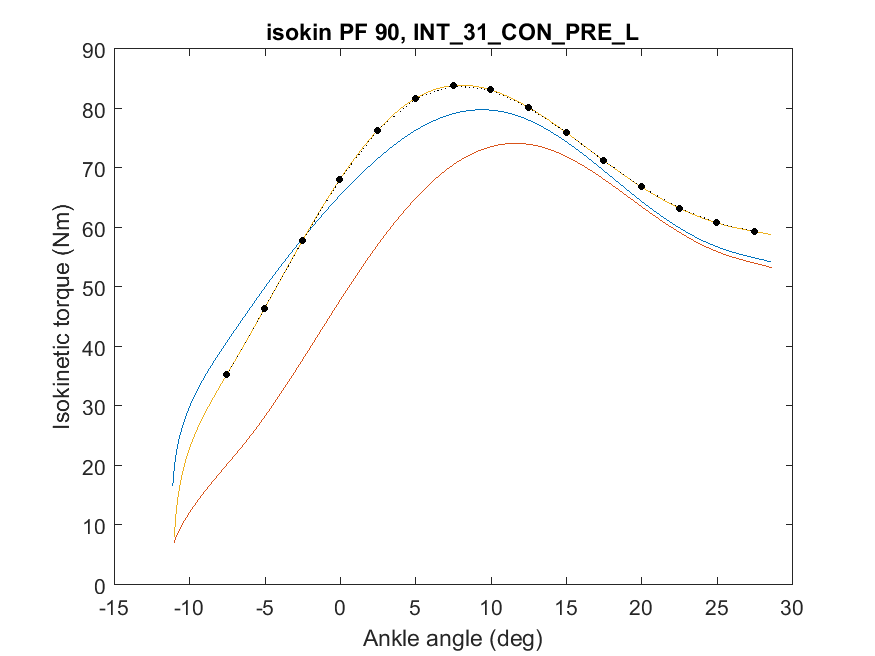 isokin PF 90, INT_31_CON_PRE_L
90
80
70
60
50
40
30
20
10
0
Isokinetic torque (Nm)
-15 -10 -5 0 5 10 15 20 25 30
Ankle angle (deg)